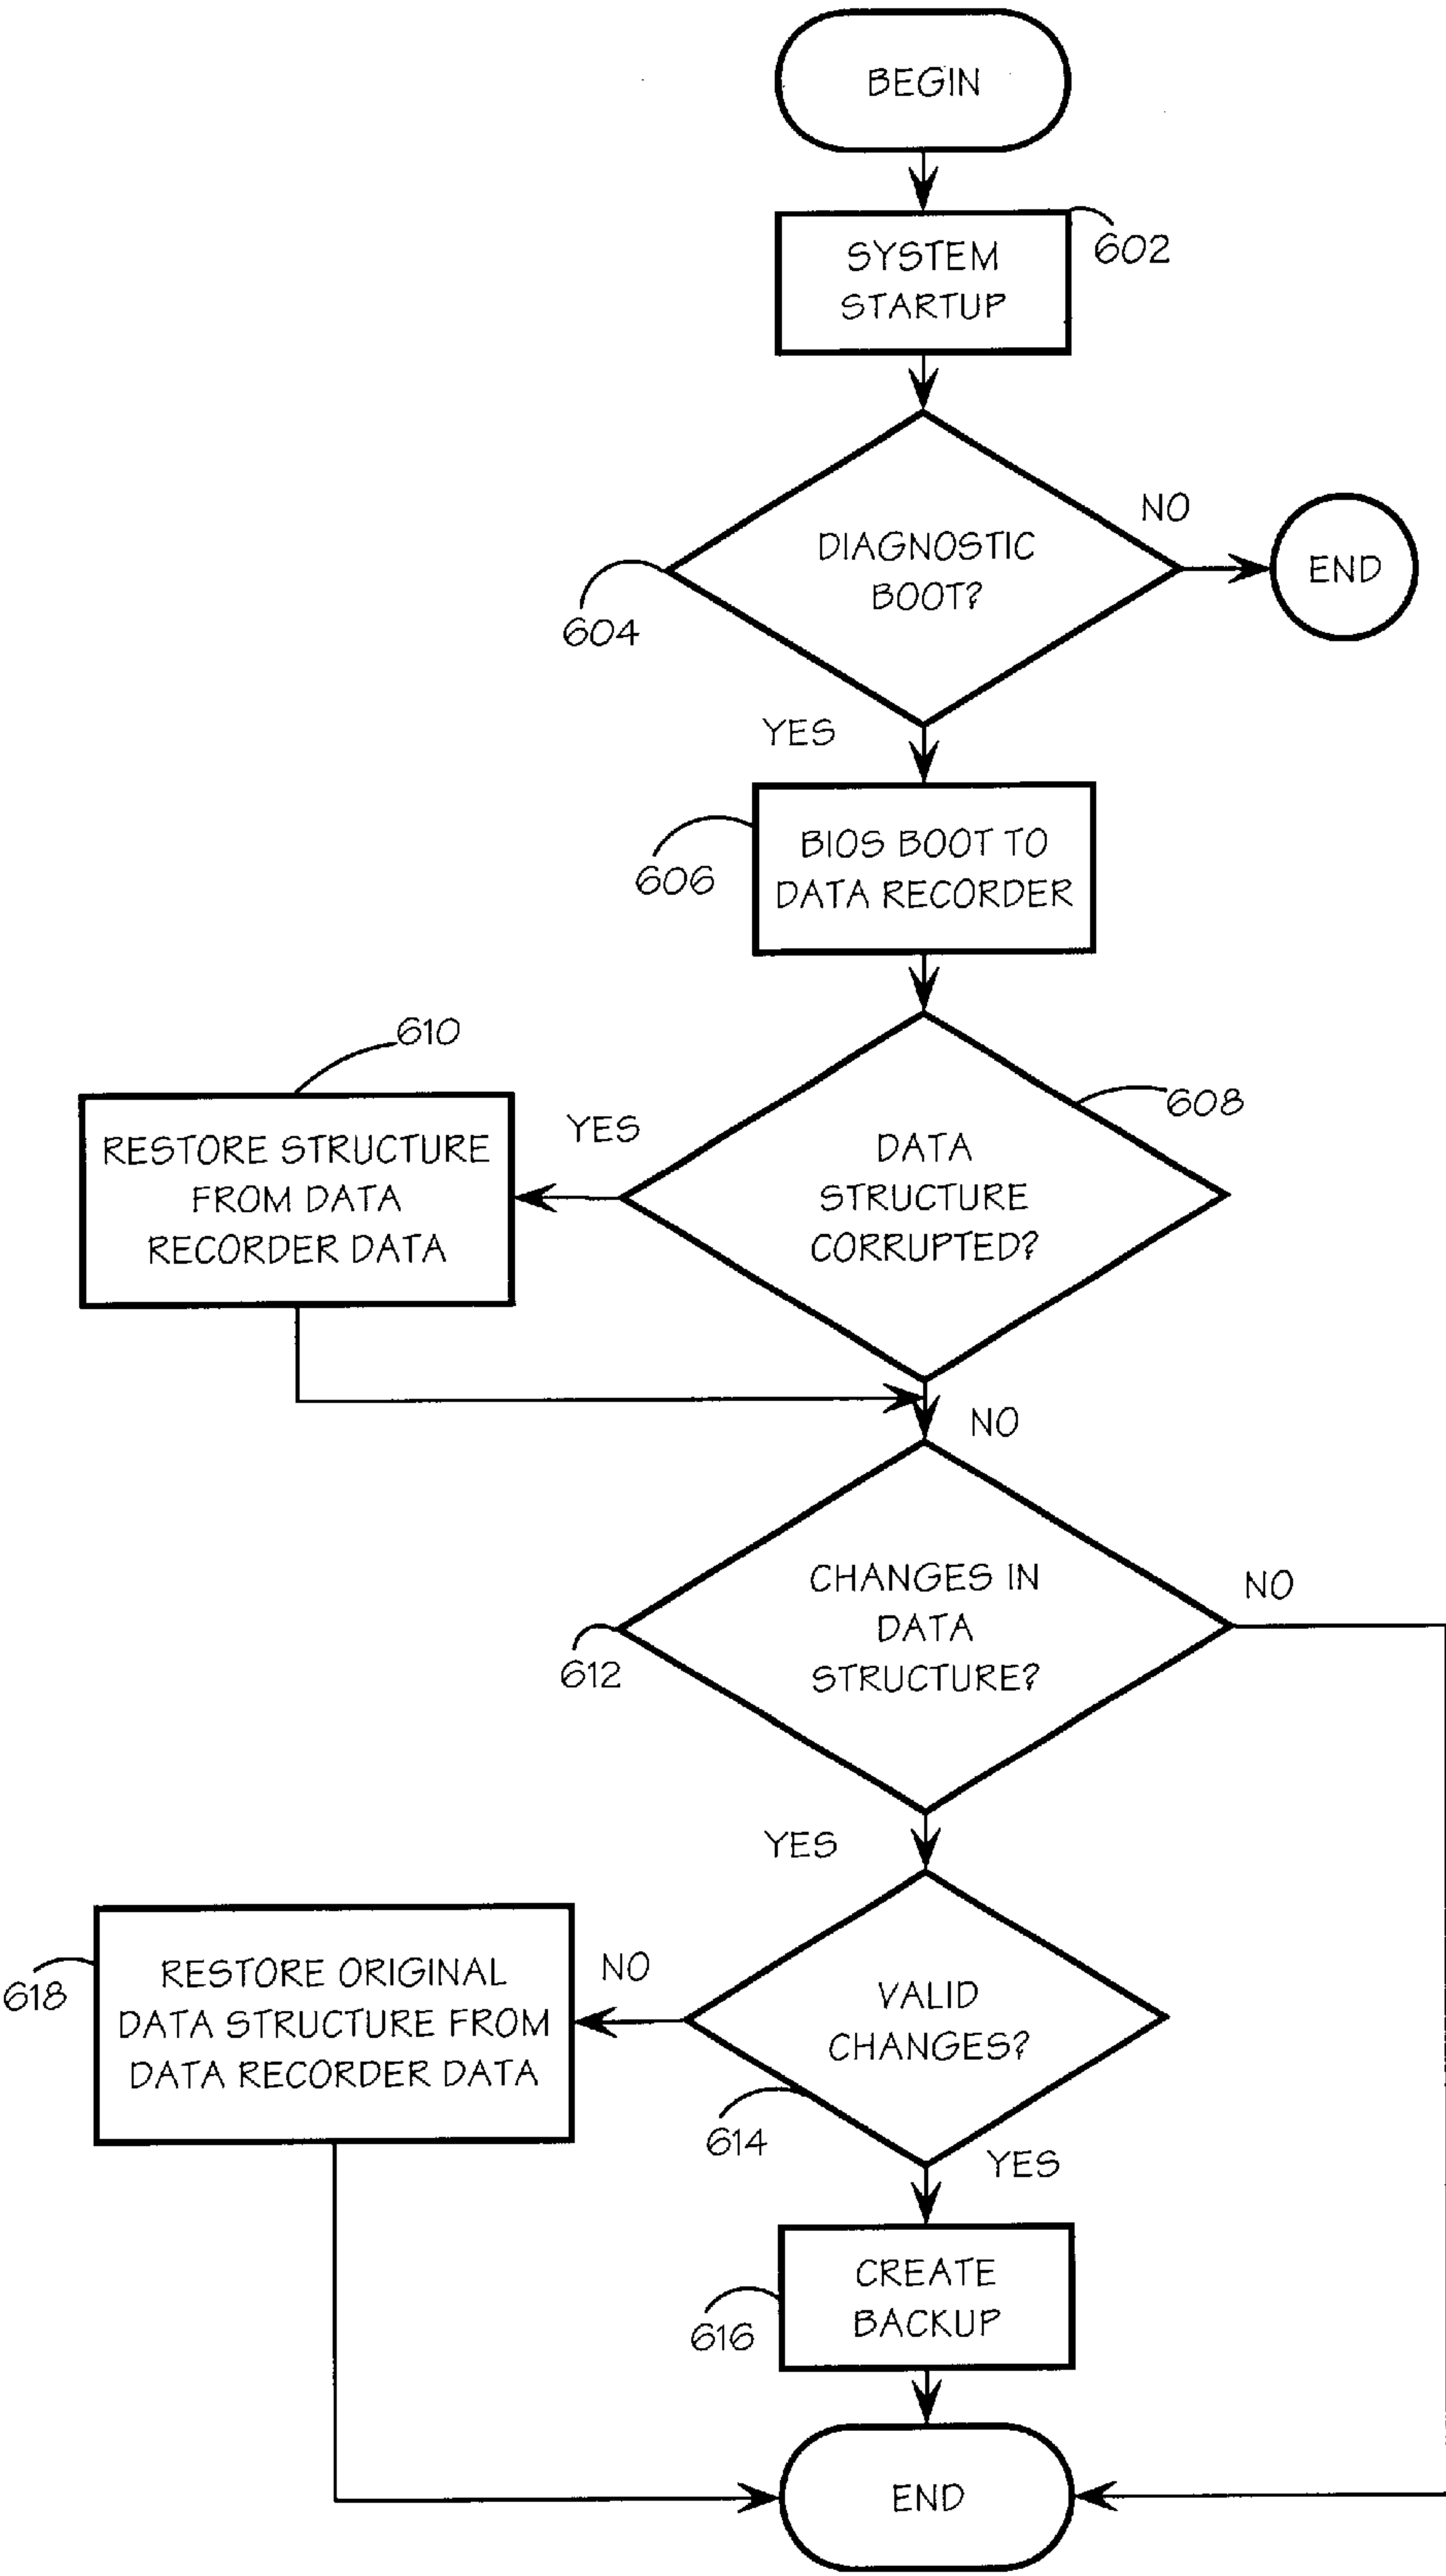 BEGIN
SYSTEM
STARTUP
602
DIAGNOSTIC
BOOT?
NO
END
604
YES
BIOS BOOT TO
DATA RECORDER
606
610
RESTORE STRUCTURE
FROM DATA
RECORDER DATA
YES
DATA
STRUCTURE
CORRUPTED?
608
NO
CHANGES IN
DATA
STRUCTURE?
NO
612
YES
RESTORE ORIGINAL
DATA STRUCTURE FROM
DATA RECORDER DATA
618
NO
VALID
CHANGES?
614
YES
CREATE
BACKUP
616
END